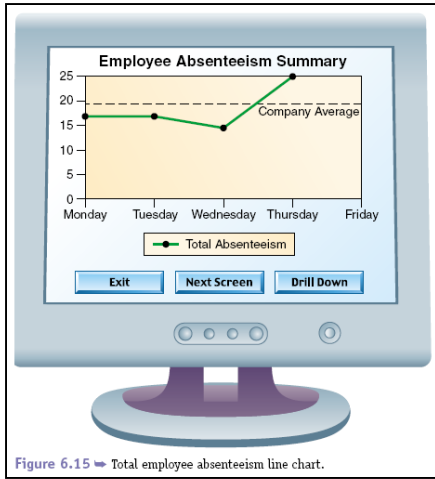 Employee Absenteeism Summary
25
20
Company Average
15
10
5
0
Monday Tuesday Wednesday Thursday Friday
Total Absenteeism
Exit Next Screen Drill Down
Figure 6.15 ➥ Total employee absenteeism line chart.